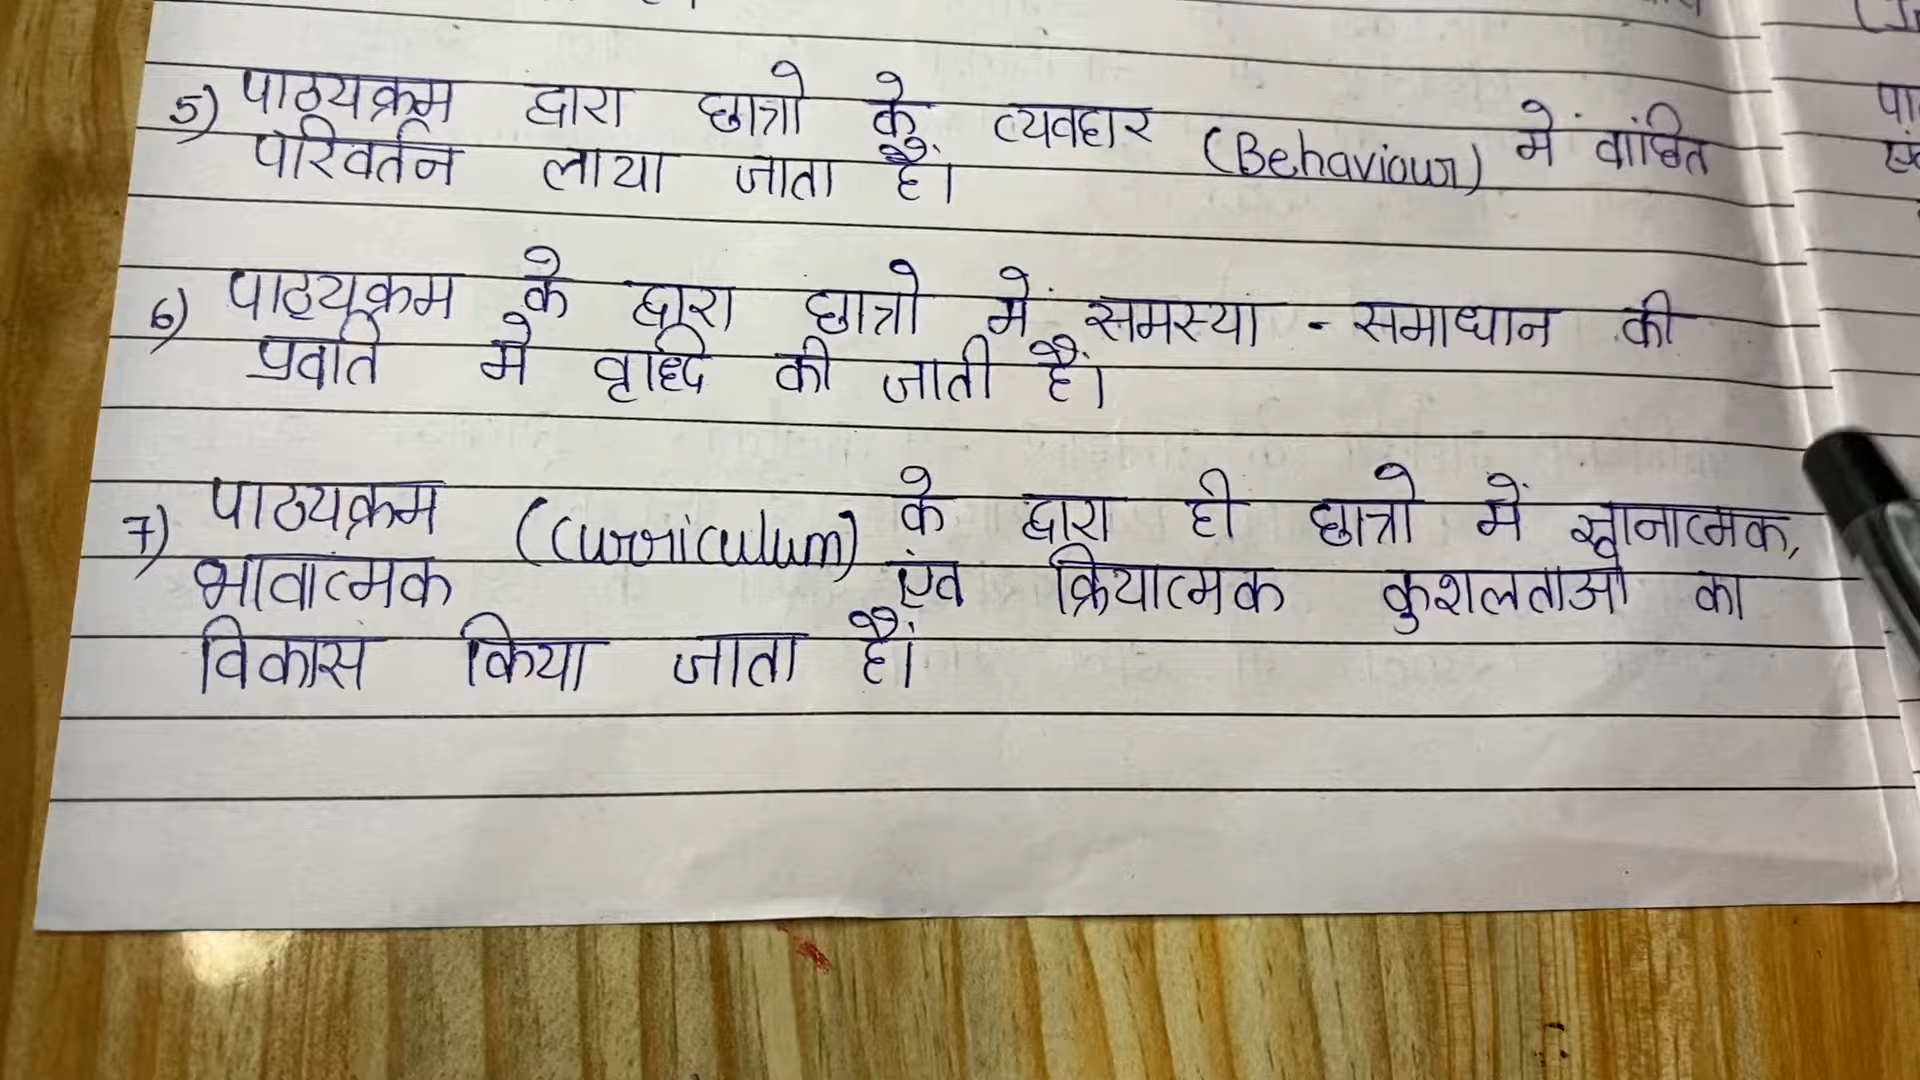 5) पाठ्यक्रम द्वारा छात्रो के व्यवहार (Behaviour) में वांछित
परिवर्तन लाया जाता हैं।
6) पाठ्यक्रम के द्वारा छात्रो में समस्या - समाधान की
प्रवति में वृद्धि की जाती हैं।
7) पाठ्यक्रम (Curriculum) के द्वारा ही छात्रो में ज्ञानात्मक,
भावात्मक एंव क्रियात्मक कुशलताओ का
विकास किया जाता हैं।